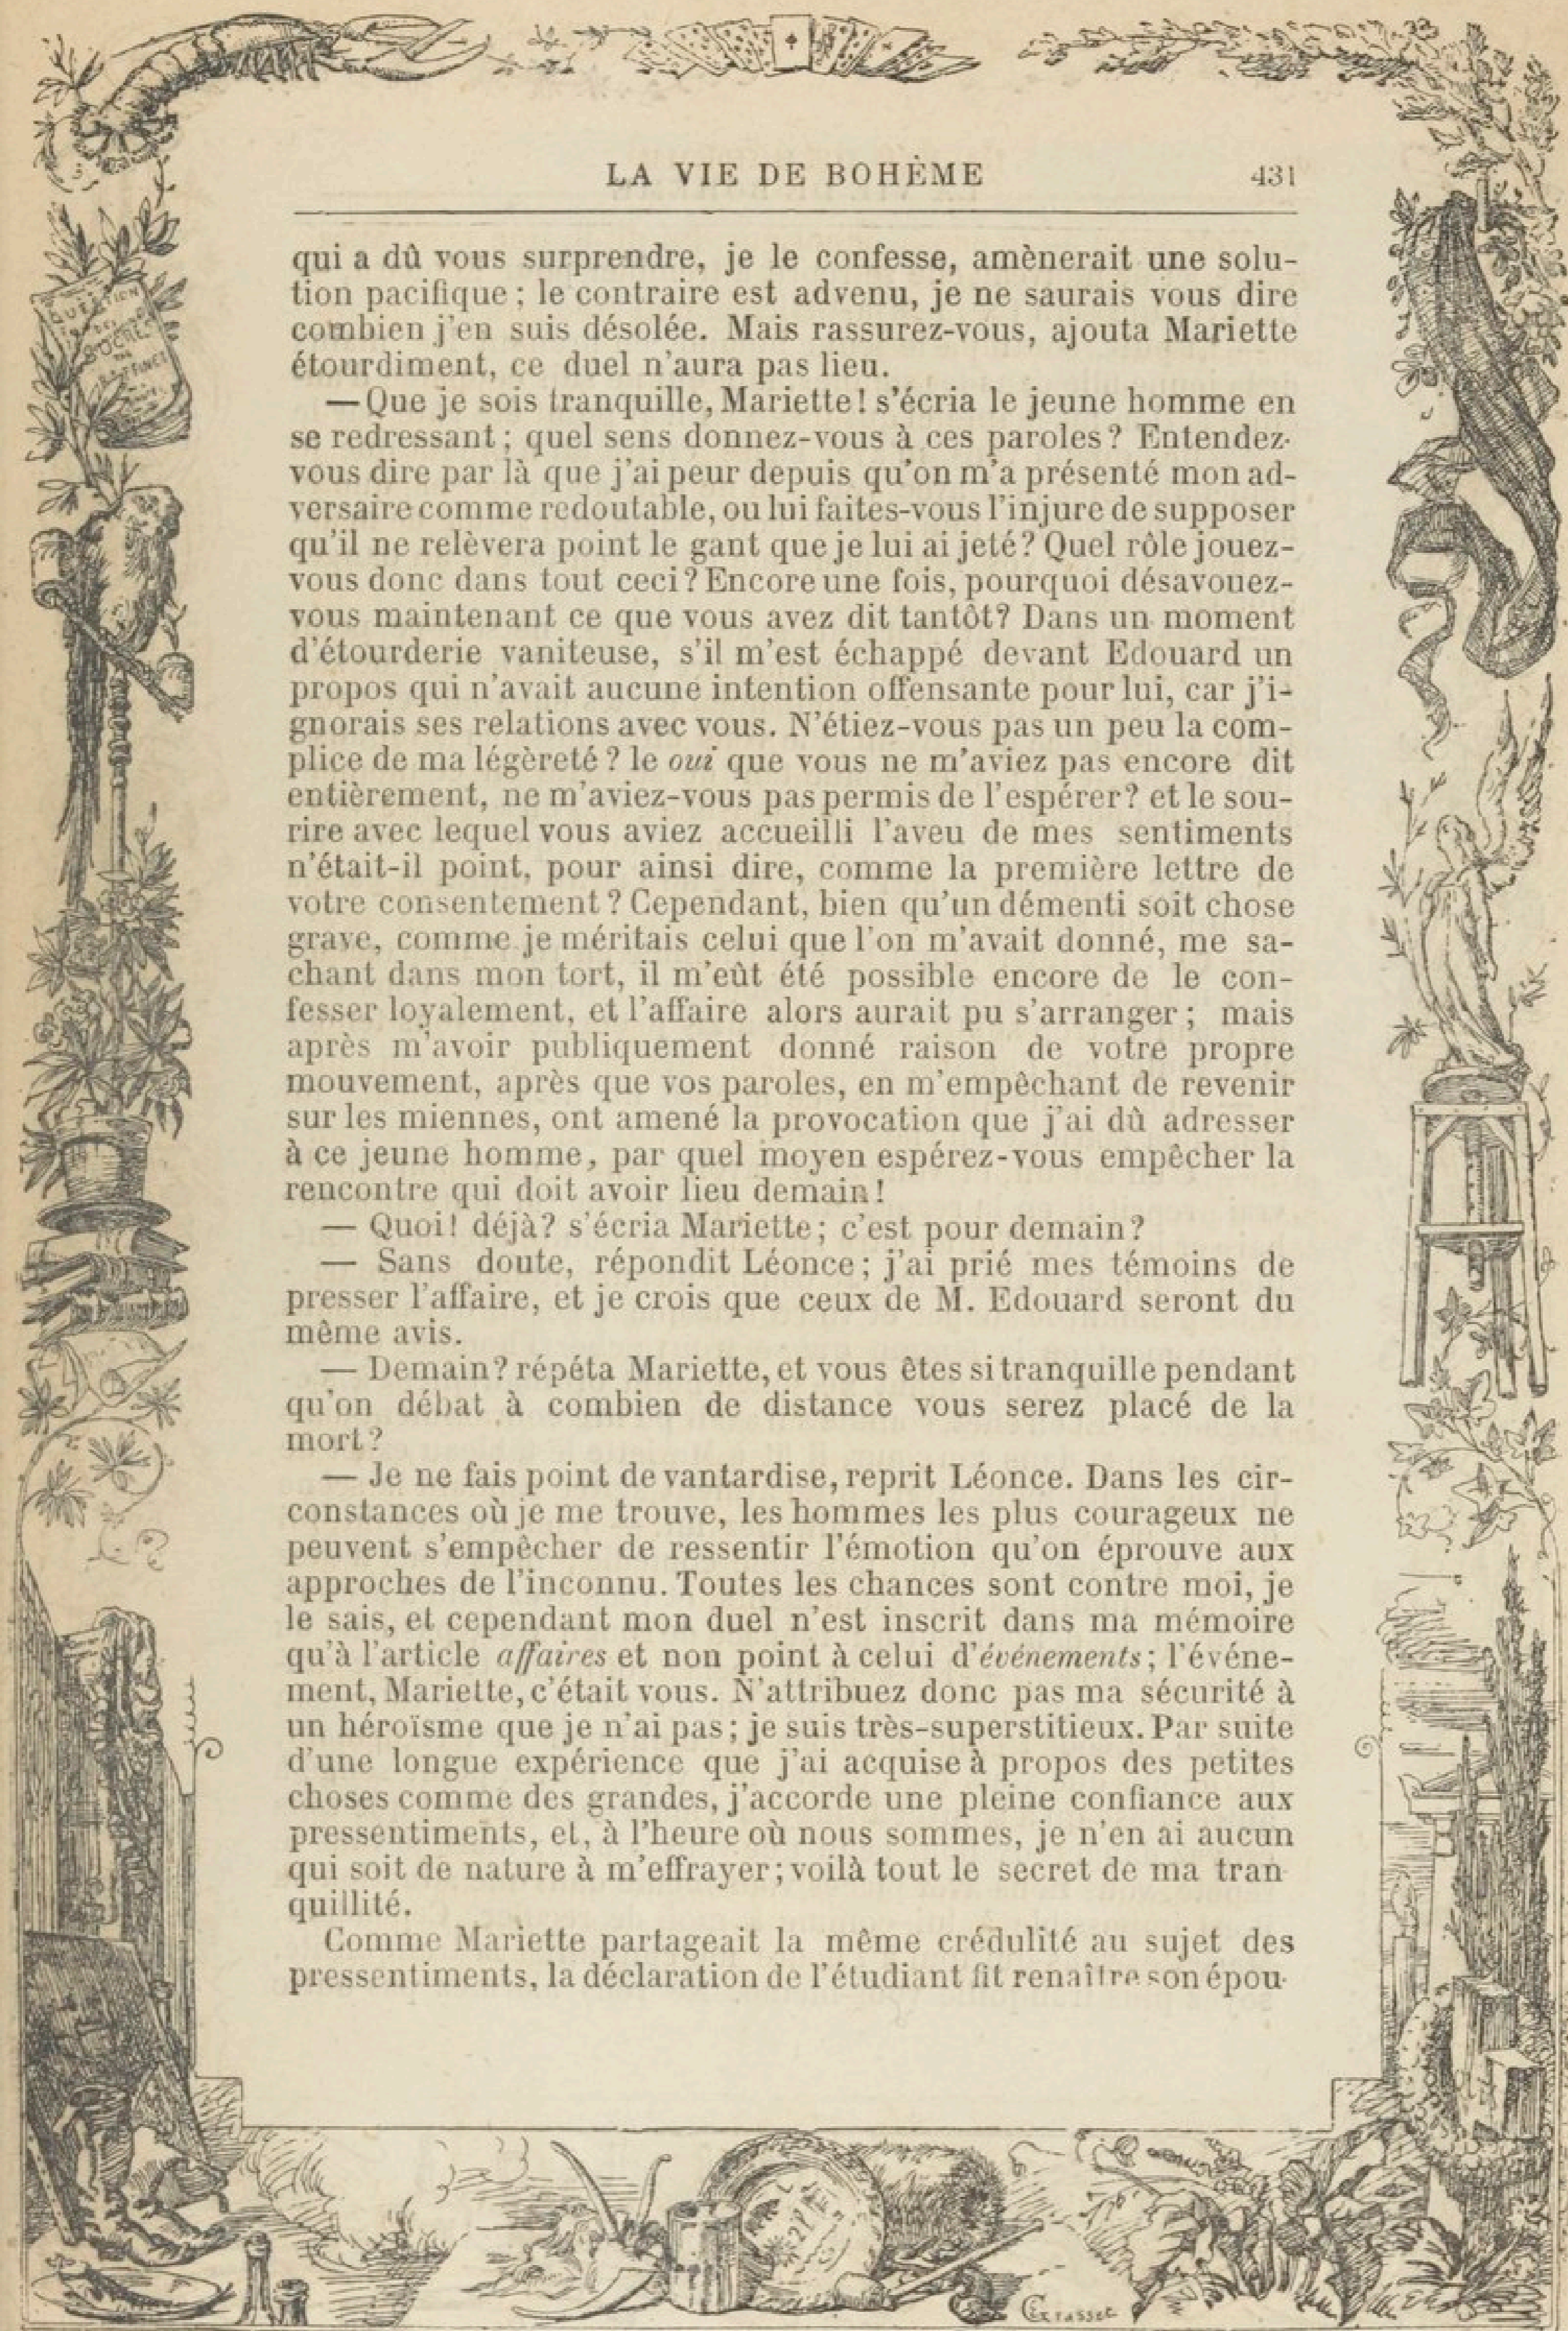 LA VIE DE BOHÈME 431
qui a dû vous surprendre, je le confesse, amènerait une solu-
tion pacifique ; le contraire est advenu, je ne saurais vous dire
combien j'en suis désolée. Mais rassurez-vous, ajouta Mariette
étourdiment, ce duel n'aura pas lieu.
— Que je sois tranquille, Mariette ! s'écria le jeune homme en
se redressant ; quel sens donnez-vous à ces paroles ? Entendez-
vous dire par là que j'ai peur depuis qu'on m'a présenté mon ad-
versaire comme redoutable, ou lui faites-vous l'injure de supposer
qu'il ne relèvera point le gant que je lui ai jeté ? Quel rôle jouez-
vous donc dans tout ceci ? Encore une fois, pourquoi désavouez-
vous maintenant ce que vous avez dit tantôt? Dans un moment
d'étourderie vaniteuse, s'il m'est échappé devant Edouard un
propos qui n'avait aucune intention offensante pour lui, car j'i-
gnorais ses relations avec vous. N'étiez-vous pas un peu la com-
plice de ma légèreté ? le oui que vous ne m'aviez pas encore dit
entièrement, ne m'aviez-vous pas permis de l'espérer? et le sou-
rire avec lequel vous aviez accueilli l'aveu de mes sentiments
n'était-il point, pour ainsi dire, comme la première lettre de
votre consentement ? Cependant, bien qu'un démenti soit chose
grave, comme je méritais celui que l'on m'avait donné, me sa-
chant dans mon tort, il m'eût été possible encore de le con-
fesser loyalement, et l'affaire alors aurait pu s'arranger ; mais
après m'avoir publiquement donné raison de votre propre
mouvement, après que vos paroles, en m'empêchant de revenir
sur les miennes, ont amené la provocation que j'ai dû adresser
à ce jeune homme, par quel moyen espérez-vous empêcher la
rencontre qui doit avoir lieu demain !
— Quoi! déjà? s'écria Mariette ; c'est pour demain?
— Sans doute, répondit Léonce ; j'ai prié mes témoins de
presser l'affaire, et je crois que ceux de M. Edouard seront du
même avis.
— Demain? répéta Mariette, et vous êtes si tranquille pendant
qu'on débat à combien de distance vous serez placé de la
mort ?
— Je ne fais point de vantardise, reprit Léonce. Dans les cir-
constances où je me trouve, les hommes les plus courageux ne
peuvent s'empêcher de ressentir l'émotion qu'on éprouve aux
approches de l'inconnu. Toutes les chances sont contre moi, je
le sais, et cependant mon duel n'est inscrit dans ma mémoire
qu'à l'article affaires et non point à celui d'événements ; l'événe-
ment, Mariette, c'était vous. N'attribuez donc pas ma sécurité à
un héroïsme que je n'ai pas ; je suis très-superstitieux. Par suite
d'une longue expérience que j'ai acquise à propos des petites
choses comme des grandes, j'accorde une pleine confiance aux
pressentiments, et, à l'heure où nous sommes, je n'en ai aucun
qui soit de nature à m'effrayer ; voilà tout le secret de ma tran
quillité.
Comme Mariette partageait la même crédulité au sujet des
pressentiments, la déclaration de l'étudiant fit renaître son épou-
Grasset